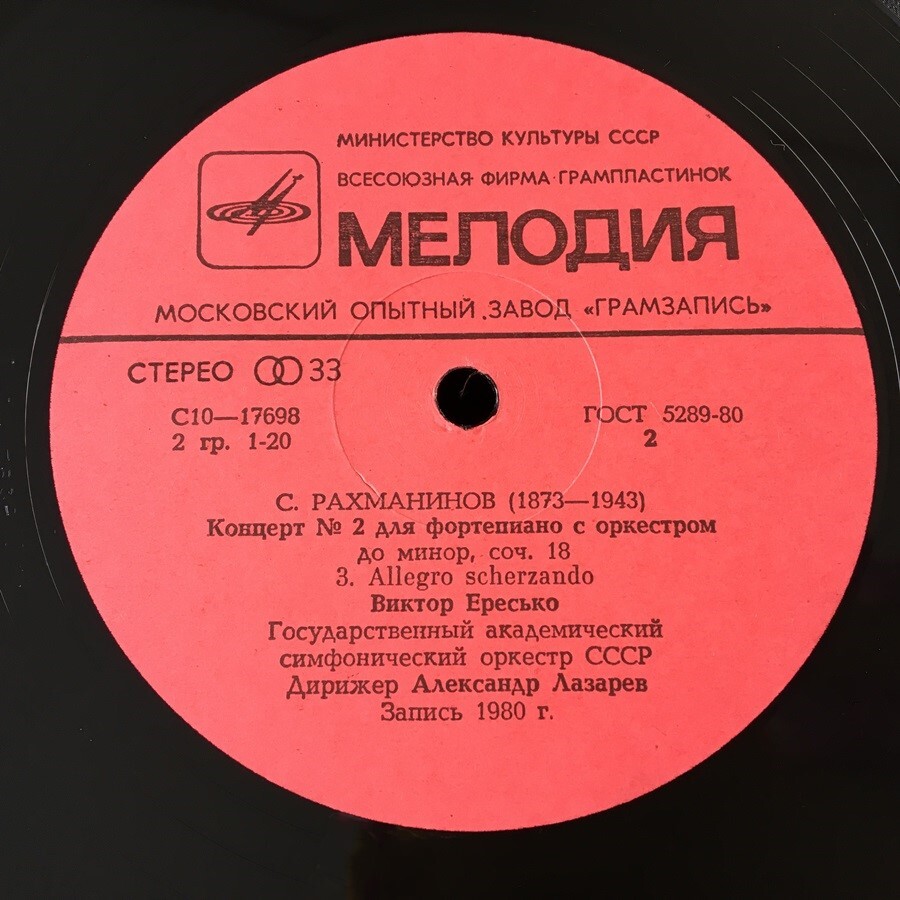 МИНИСТЕРСТВО КУЛЬТУРЫ СССР
ВСЕСОЮЗНАЯ ФИРМА ГРАМПЛАСТИНОК
МЕЛОДИЯ
МОСКОВСКИЙ ОПЫТНЫЙ ЗАВОД «ГРАМЗАПИСЬ»
СТЕРЕО 33
С10—17698
2 гр. 1-20
ГОСТ 5289-80
2
С. РАХМАНИНОВ (1873—1943)
Концерт № 2 для фортепиано с оркестром
до минор, соч. 18
3. Allegro scherzando
Виктор Ересько
Государственный академический
симфонический оркестр СССР
Дирижер Александр Лазарев
Запись 1980 г.